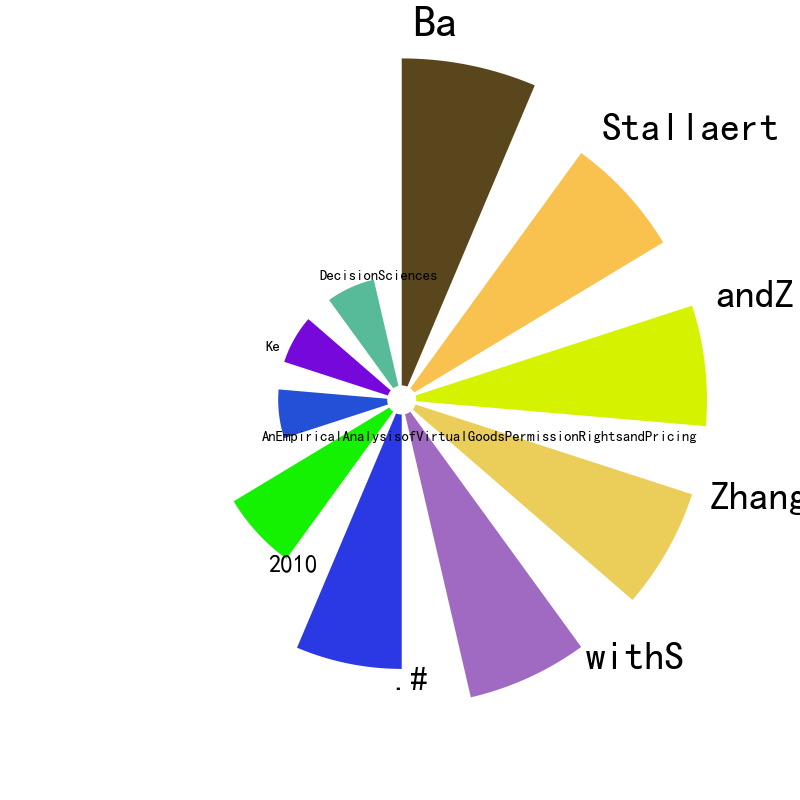 Ba
Stallaert
andZ
Zhang
withS
.#
2010
AnEmpiricalAnalysisofVirtualGoodsPermissionRightsandPricing
Ke
DecisionSciences